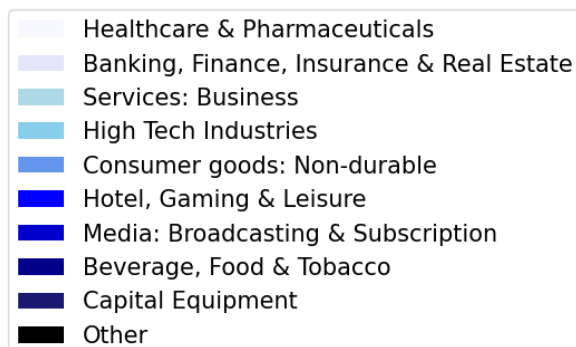 Healthcare & Pharmaceuticals
Banking, Finance, Insurance & Real Estate
Services: Business
High Tech Industries
Consumer goods: Non-durable
Hotel, Gaming & Leisure
Media: Broadcasting & Subscription
Beverage, Food & Tobacco
Capital Equipment
Other